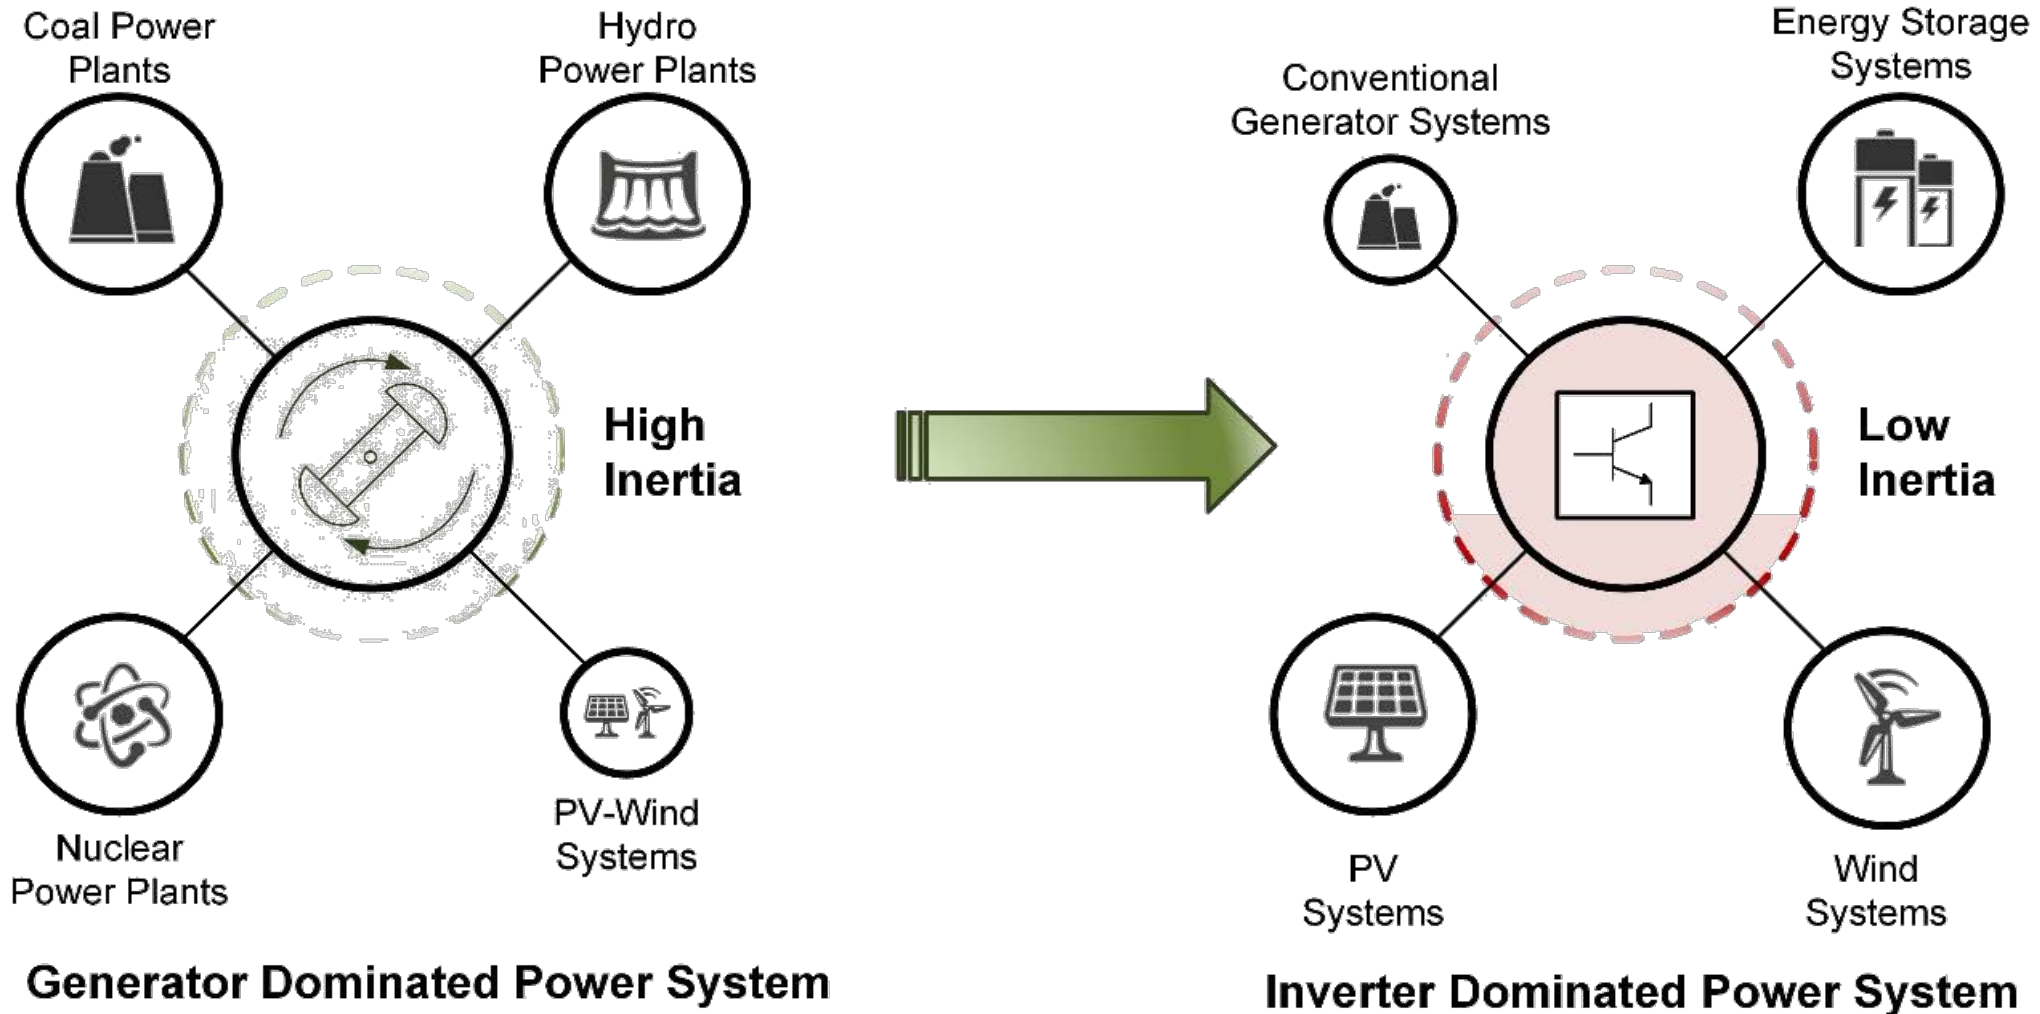 Coal Power
Plants
Hydro
Power Plants
High
Inertia
Nuclear
Power Plants
PV-Wind
Systems
Generator Dominated Power System
Conventional
Generator Systems
Energy Storage
Systems
Low
Inertia
PV
Systems
Wind
Systems
Inverter Dominated Power System